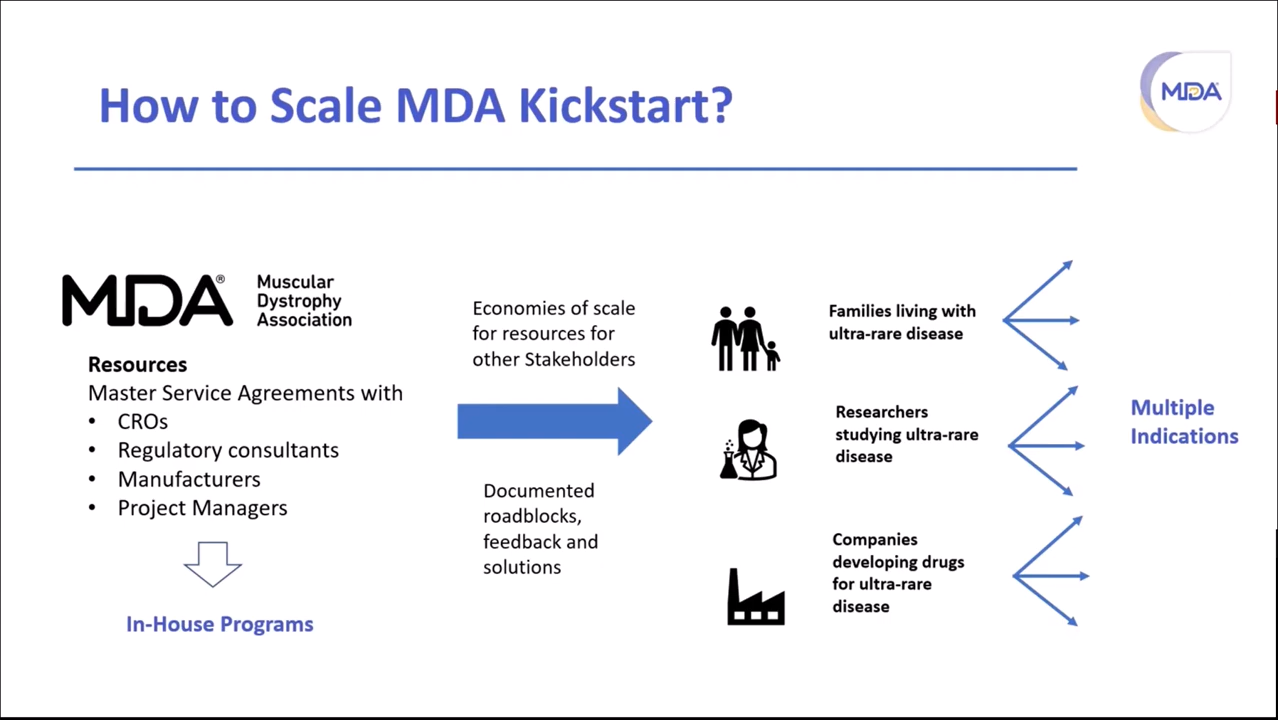 How to Scale MDA Kickstart?
MDA
MDA®
Muscular
Dystrophy
Association
Resources
Master Service Agreements with
• CROs
• Regulatory consultants
• Manufacturers
• Project Managers
In-House Programs
Economies of scale
for resources for
other Stakeholders
Documented
roadblocks,
feedback and
solutions
Families living with
ultra-rare disease
Researchers
studying ultra-rare
disease
Companies
developing drugs
for ultra-rare
disease
Multiple
Indications